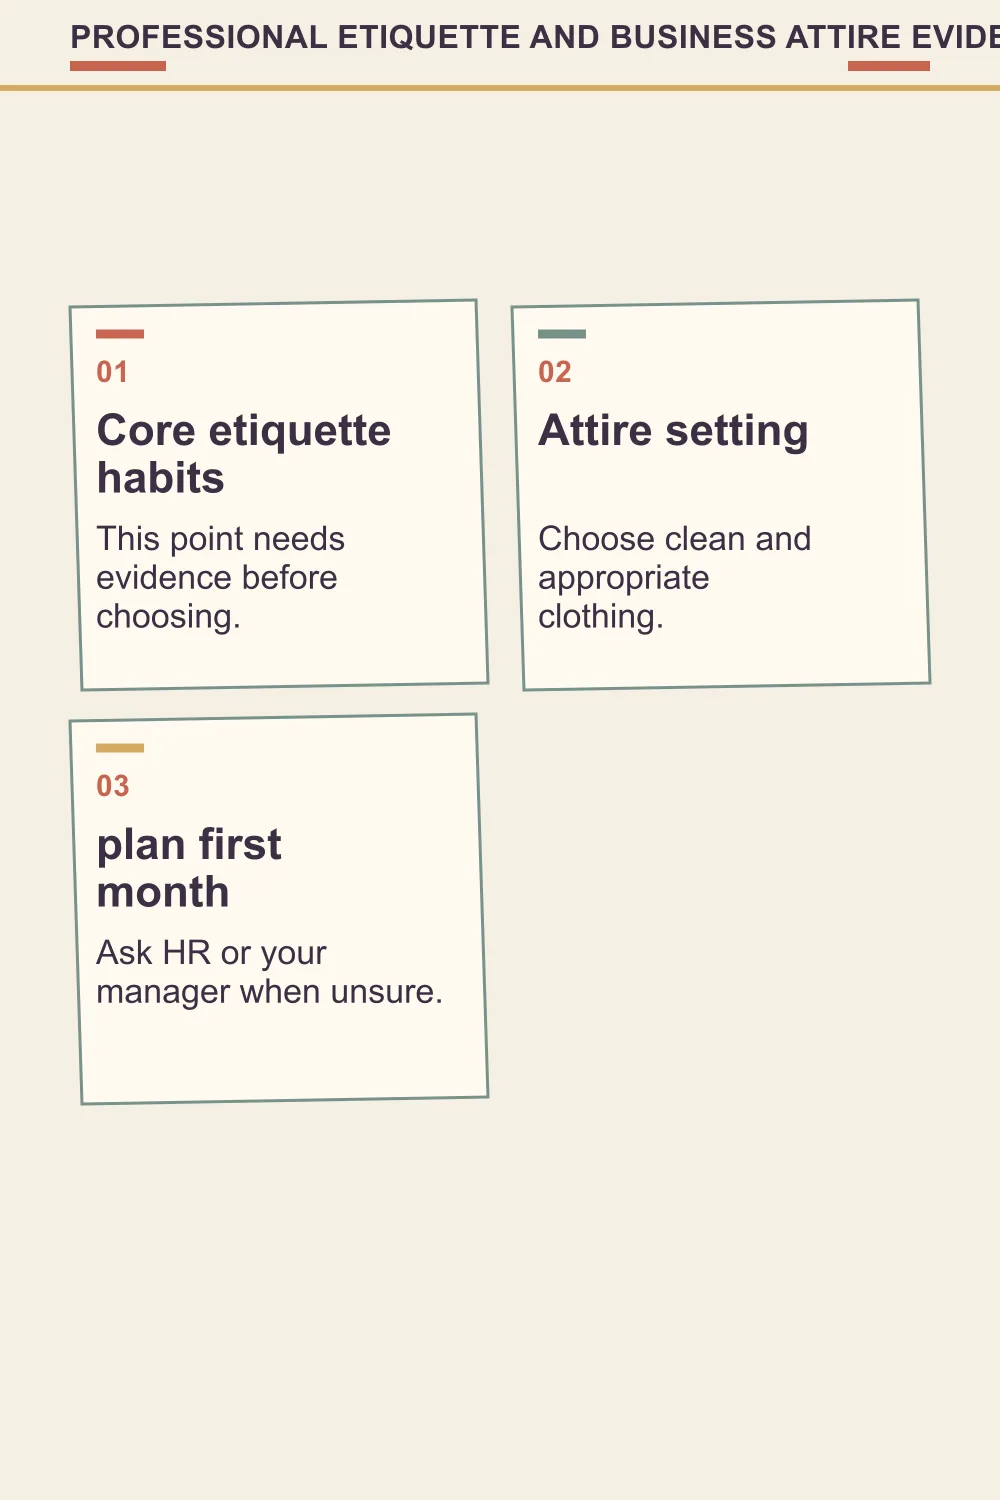 PROFESSIONAL ETIQUETTE AND BUSINESS ATTIRE
01
Core etiquette
habits
This point needs
evidence before
choosing.
02
Attire setting
Choose clean and
appropriate
clothing.
03
plan first
month
Ask HR or your
manager when unsure.